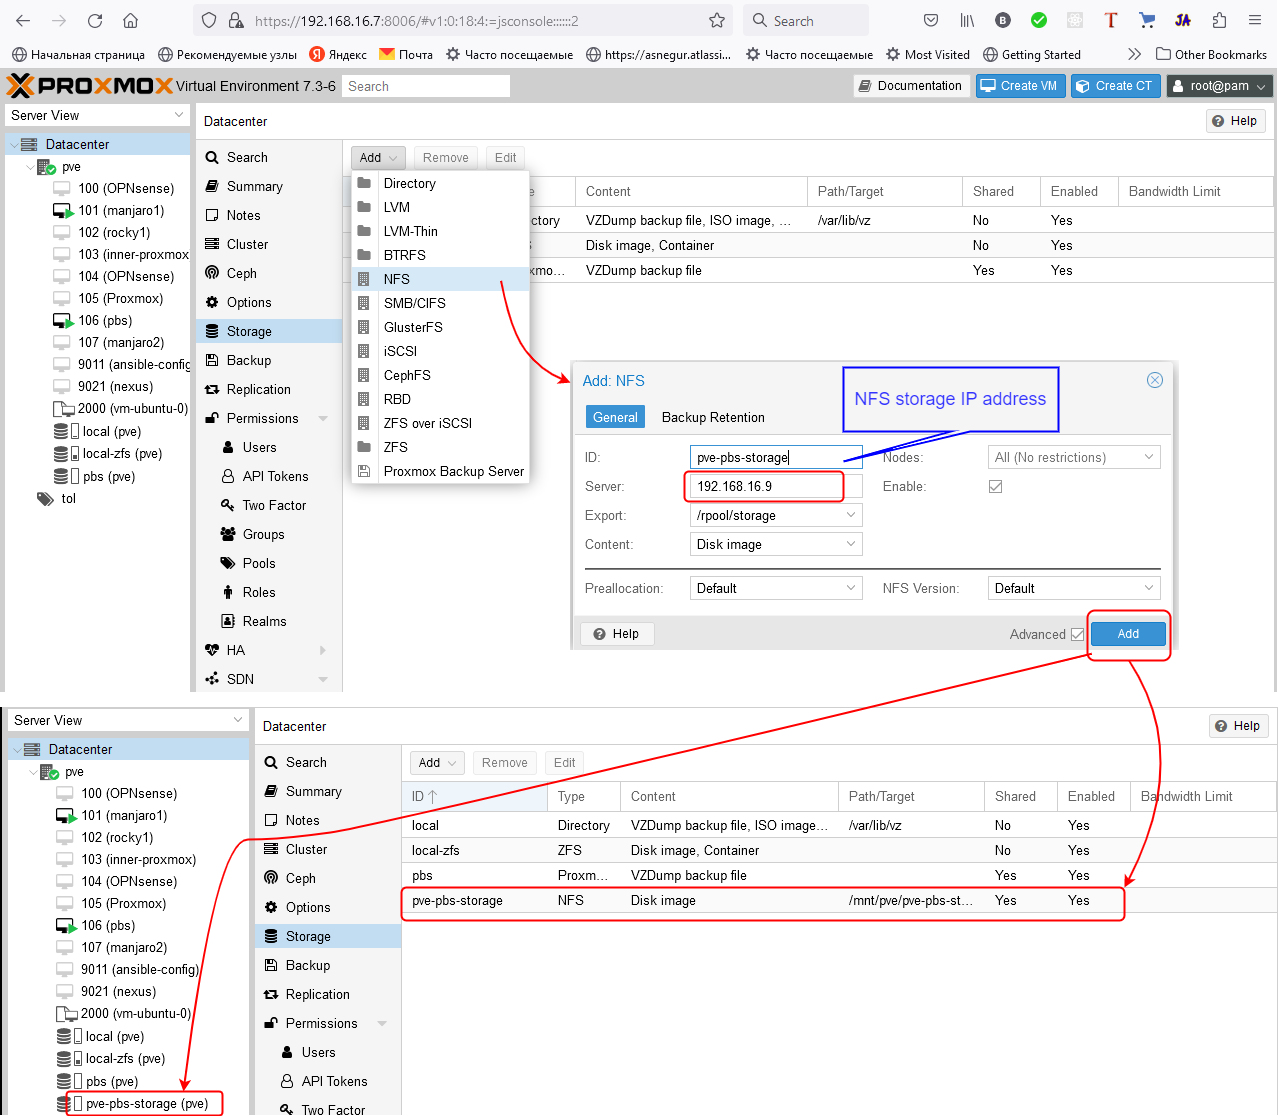 https://192.168.16.7:8006/#v1:0:18:4:=jsconsole::::::2
Search
Начальная страница
Рекомендуемые узлы
Яндекс
Почта
Часто посещаемые
https://asnegur.atlassi...
Часто посещаемые
Most Visited
Getting Started
Other Bookmarks
PROXMOX Virtual Environment 7.3-6
Search
Documentation
Create VM
Create CT
root@pam
Server View
Datacenter
pve
100 (OPNsense)
101 (manjaro1)
102 (rocky1)
103 (inner-proxmox
104 (OPNsense)
105 (Proxmox)
106 (pbs)
107 (manjaro2)
9011 (ansible-config
9021 (nexus)
2000 (vm-ubuntu-0)
local (pve)
local-zfs (pve)
pbs (pve)
tol
Datacenter
Help
Search
Summary
Notes
Cluster
Ceph
Options
Storage
Backup
Replication
Permissions
Users
API Tokens
Two Factor
Groups
Pools
Roles
Realms
HA
SDN
Add
Remove
Edit
Directory
LVM
LVM-Thin
BTRFS
NFS
SMB/CIFS
GlusterFS
iSCSI
CephFS
RBD
ZFS over iSCSI
ZFS
Proxmox Backup Server
e Content Path/Target Shared Enabled Bandwidth Limit
ctory VZDump backup file, ISO image, ... /var/lib/vz No Yes
S Disk image, Container No Yes
xmo... VZDump backup file Yes Yes
Add: NFS
NFS storage IP address
General
Backup Retention
ID: pve-pbs-storage
Nodes: All (No restrictions)
Server: 192.168.16.9
Enable:
Export: /rpool/storage
Content: Disk image
Preallocation: Default
NFS Version: Default
Help
Advanced
Add
Server View
Datacenter
pve
100 (OPNsense)
101 (manjaro1)
102 (rocky1)
103 (inner-proxmox)
104 (OPNsense)
105 (Proxmox)
106 (pbs)
107 (manjaro2)
9011 (ansible-config)
9021 (nexus)
2000 (vm-ubuntu-0)
local (pve)
local-zfs (pve)
pbs (pve)
pve-pbs-storage (pve)
Datacenter
Help
Search
Summary
Notes
Cluster
Ceph
Options
Storage
Backup
Replication
Permissions
Users
API Tokens
Two Factor
Add
Remove
Edit
ID Type Content Path/Target Shared Enabled Bandwidth Limit
local Directory VZDump backup file, ISO image... /var/lib/vz No Yes
local-zfs ZFS Disk image, Container No Yes
pbs Proxm... VZDump backup file Yes Yes
pve-pbs-storage NFS Disk image /mnt/pve/pve-pbs-st... Yes Yes